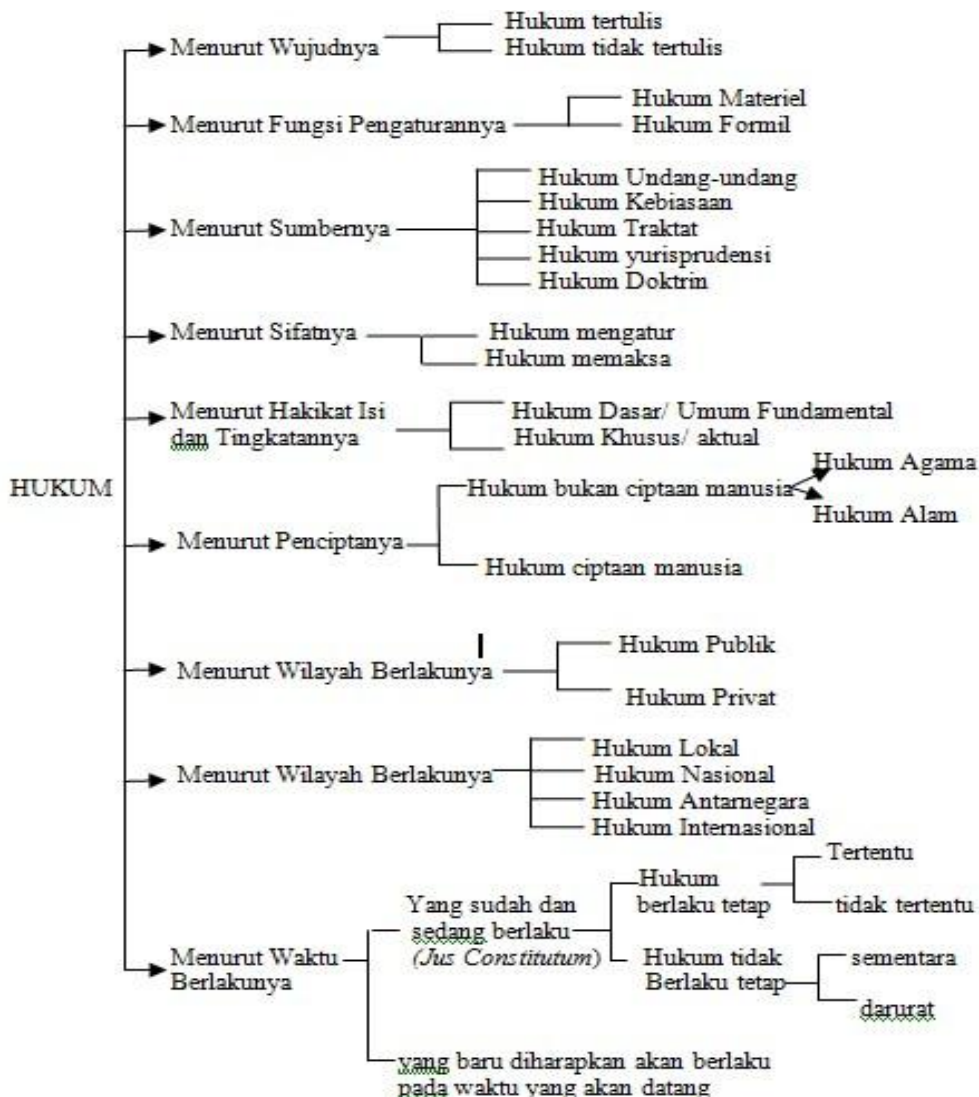 Hukum tertulis
Menurut Wujudnya
Hukum tidak tertulis
Hukum Materiel
Menurut Fungsi Pengaturannya
Hukum Formil
Hukum Undang-undang
Hukum Kebiasaan
Menurut Sumbernya
Hukum Traktat
Hukum yurisprudensi
Hukum Doktrin
Menurut Sifatnya
Hukum mengatur
Hukum memaksa
Menurut Hakikat Isi
dan Tingkatannya
Hukum Dasar/ Umum Fundamental
Hukum Khusus/ aktual
HUKUM
Menurut Penciptanya
Hukum bukan ciptaan manusia
Hukum Agama
Hukum Alam
Hukum ciptaan manusia
Menurut Wilayah Berlakunya
Hukum Publik
Hukum Privat
Menurut Wilayah Berlakunya
Hukum Lokal
Hukum Nasional
Hukum Antarnegara
Hukum Internasional
Menurut Waktu
Berlakunya
Yang sudah dan
sedang berlaku
(Jus Constitutum)
Hukum
berlaku tetap
Tertentu
tidak tertentu
Hukum tidak
Berlaku tetap
sementara
darurat
yang baru diharapkan akan berlaku
pada waktu yang akan datang